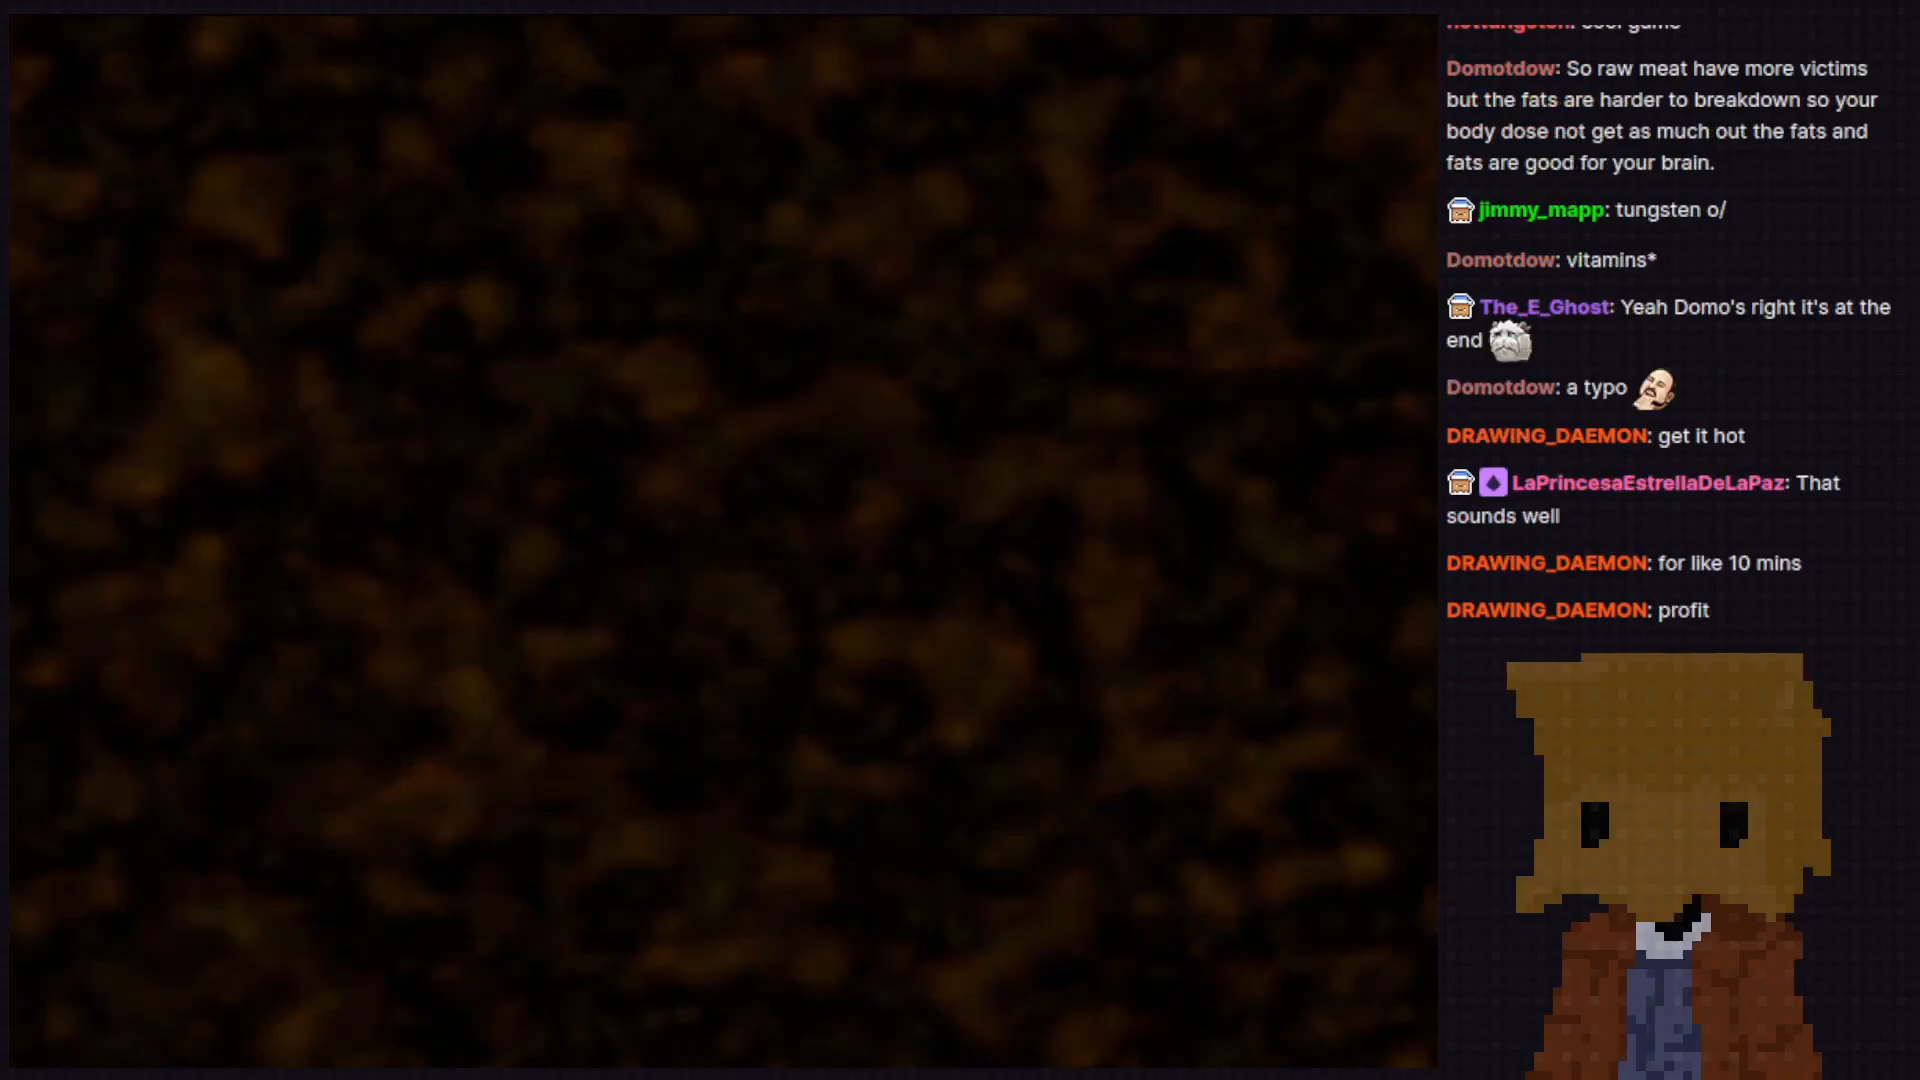 Domotdow: So raw meat have more victims
but the fats are harder to breakdown so your
body dose not get as much out the fats and
fats are good for your brain.
jimmy_mapp: tungsten o/
Domotdow: vitamins*
The_E_Ghost: Yeah Domo's right it's at the
end
Domotdow: a typo
DRAWING_DAEMON: get it hot
LaPrincesaEstrellaDeLaPaz: That
sounds well
DRAWING_DAEMON: for like 10 mins
DRAWING_DAEMON: profit